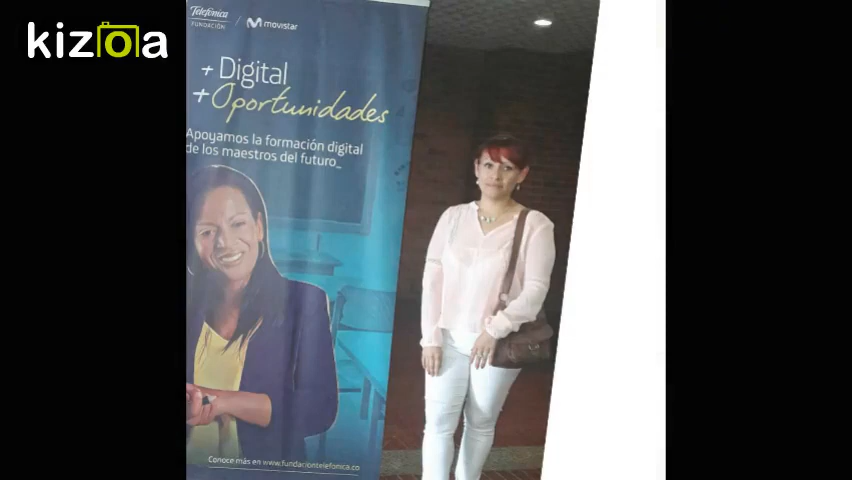 kizoa
Telefónica
FUNDACIÓN
movistar
+ Digital
+ Oportunidades
Apoyamos la formación digital
de los maestros del futuro_
Conoce más en www.fundaciontelefonica.co